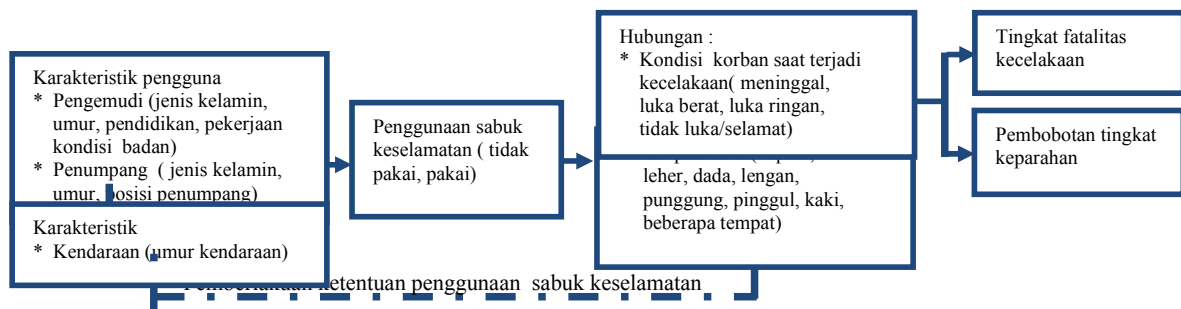 Karakteristik pengguna
* Pengemudi (jenis kelamin,
umur, pendidikan, pekerjaan
kondisi badan)
* Penumpang ( jenis kelamin,
umur, posisi penumpang)
Karakteristik
* Kendaraan (umur kendaraan)
Penggunaan sabuk
keselamatan ( tidak
pakai, pakai)
Hubungan :
* Kondisi korban saat terjadi
kecelakaan( meninggal,
luka berat, luka ringan,
tidak luka/selamat)
leher, dada, lengan,
punggung, pinggul, kaki,
beberapa tempat)
Tingkat fatalitas
kecelakaan
Pembobotan tingkat
keparahan
Pemberlakuan ketentuan penggunaan sabuk keselamatan